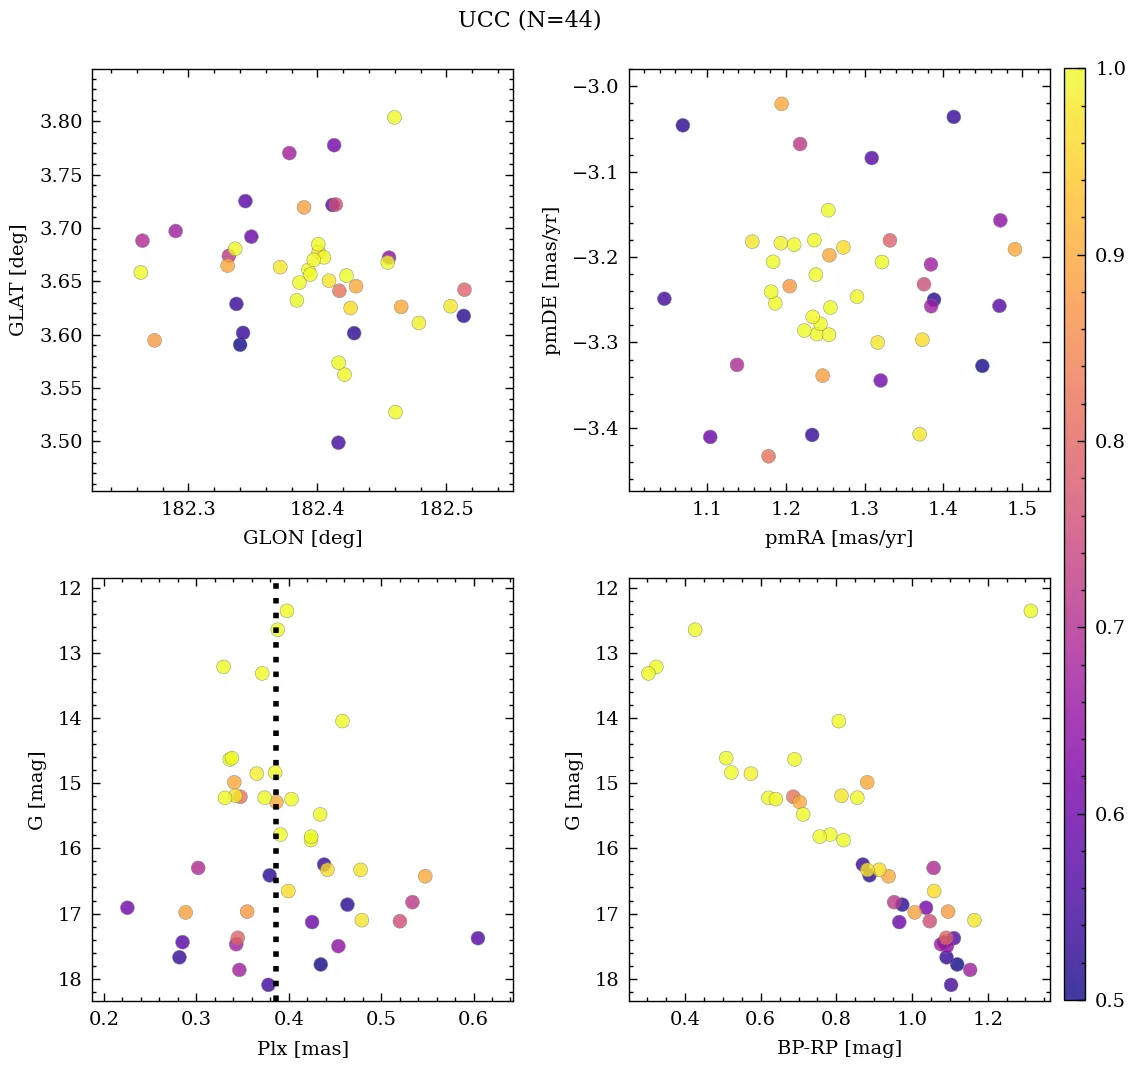 UCC (N=44)
3.80
3.75
3.70
3.65
3.60
3.55
3.50
GLAT [deg]
182.3 182.4 182.5
GLON [deg]
−3.0
−3.1
−3.2
−3.3
−3.4
pmDE [mas/yr]
1.1 1.2 1.3 1.4 1.5
pmRA [mas/yr]
1.0
0.9
0.8
0.7
0.6
0.5
12
13
14
15
16
17
18
G [mag]
0.2 0.3 0.4 0.5 0.6
Plx [mas]
12
13
14
15
16
17
18
G [mag]
0.4 0.6 0.8 1.0 1.2
BP-RP [mag]